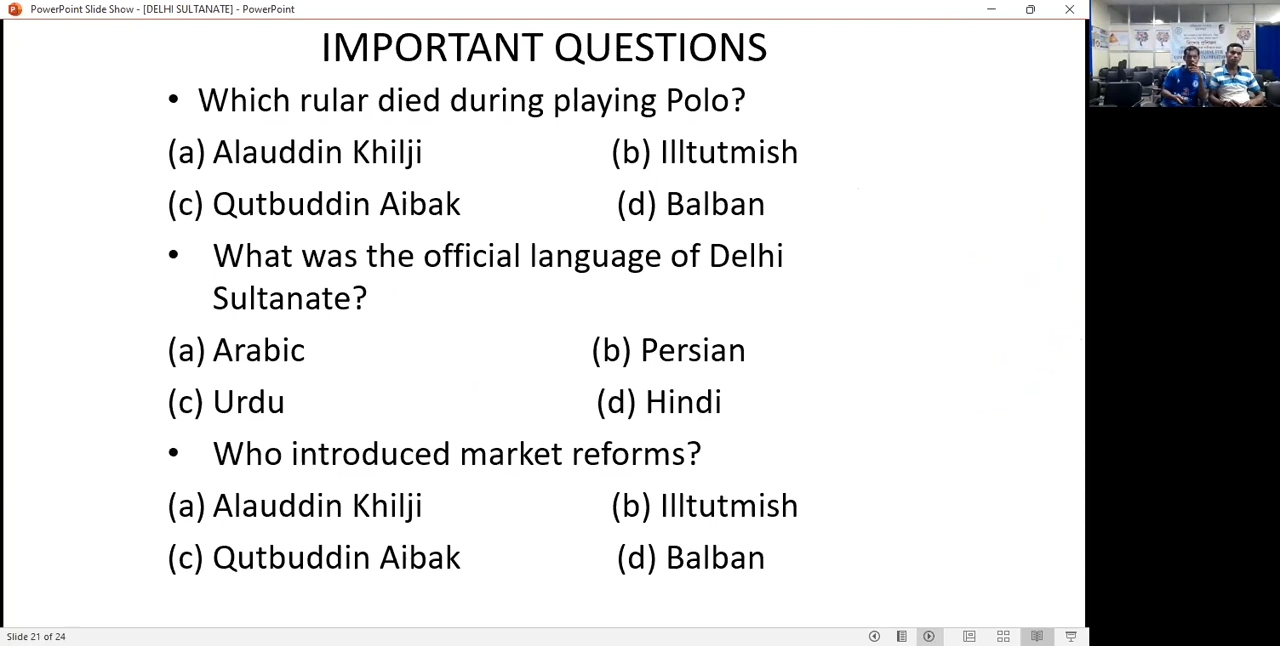 PowerPoint Slide Show - [DELHI SULTANATE] - PowerPoint
IMPORTANT QUESTIONS
• Which rular died during playing Polo?
(a) Alauddin Khilji (b) Illtutmish
(c) Qutbuddin Aibak (d) Balban
• What was the official language of Delhi
Sultanate?
(a) Arabic (b) Persian
(c) Urdu (d) Hindi
• Who introduced market reforms?
(a) Alauddin Khilji (b) Illtutmish
(c) Qutbuddin Aibak (d) Balban
Slide 21 of 24